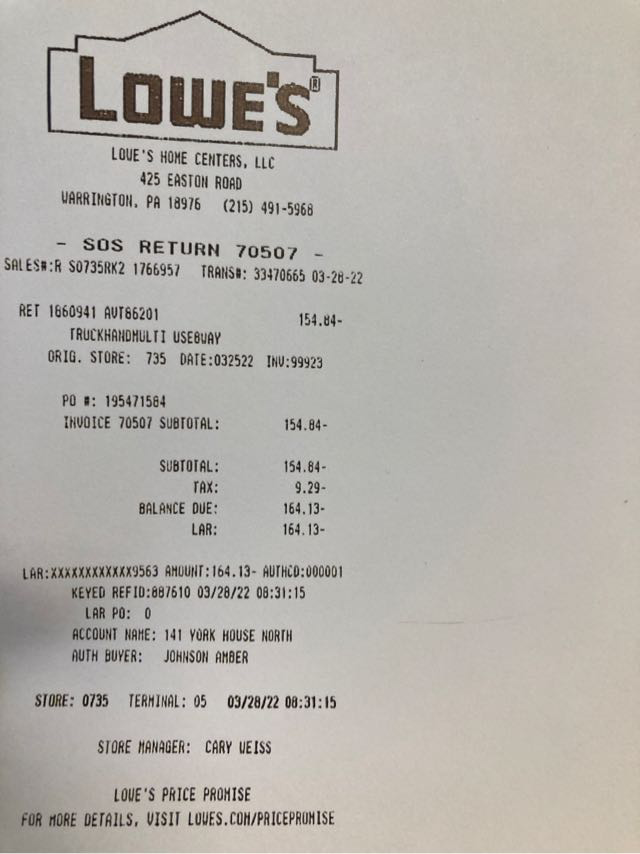 LOWE'S®
LOWE'S HOME CENTERS, LLC
425 EASTON ROAD
WARRINGTON, PA 18976 (215) 491-5968
- SOS RETURN 70507 -
SALES#:R S0735RK2 1766957 TRANS#: 33470665 03-28-22
RET 1860941 AVT86201 154.84-
TRUCKHANDMULTI USE8WAY
ORIG. STORE: 735 DATE:032522 INV:99923
PO #: 195471584
INVOICE 70507 SUBTOTAL: 154.84-
SUBTOTAL: 154.84-
TAX: 9.29-
BALANCE DUE: 164.13-
LAR: 164.13-
LAR:XXXXXXXXXXXX9563 AMOUNT:164.13- AUTHCD:000001
KEYED REFID:887610 03/28/22 08:31:15
LAR PO: 0
ACCOUNT NAME: 141 YORK HOUSE NORTH
AUTH BUYER: JOHNSON AMBER
STORE: 0735 TERMINAL: 05 03/28/22 08:31:15
STORE MANAGER: CARY WEISS
LOWE'S PRICE PROMISE
FOR MORE DETAILS, VISIT LOWES.COM/PRICEPROMISE